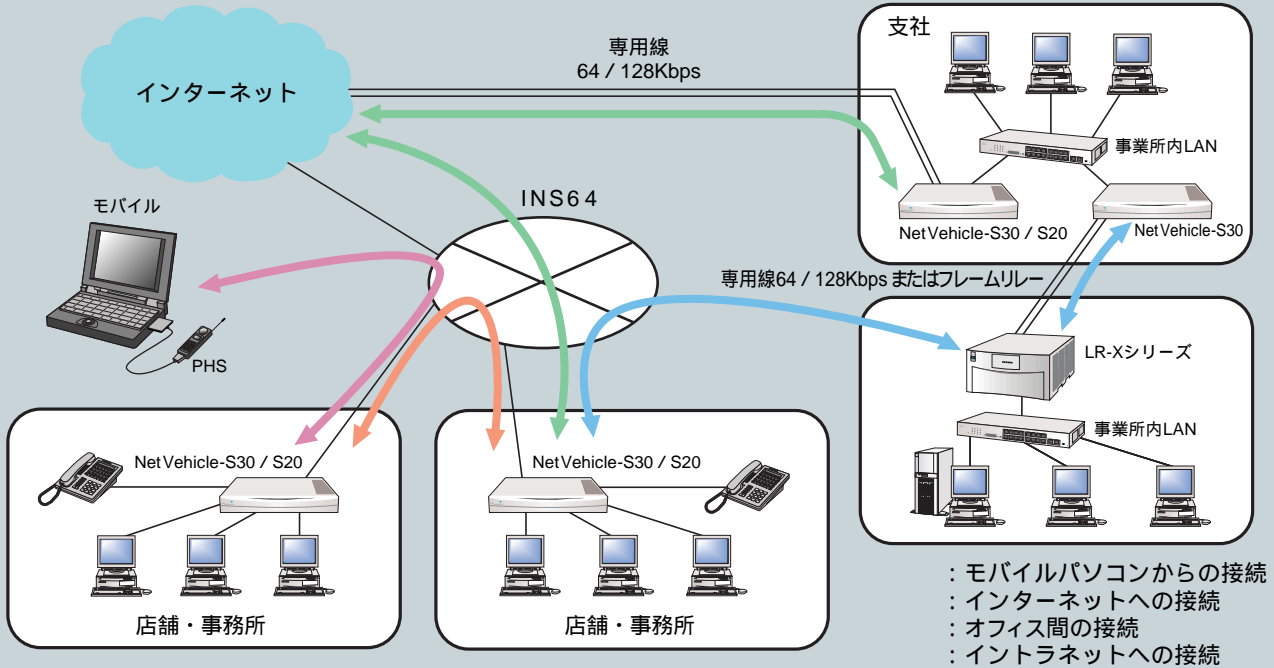 支社
専用線
64 / 128Kbps
インターネット
事業所内LAN
モバイル
INS64
NetVehicle-S30 / S20
NetVehicle-S30
専用線64 / 128Kbps またはフレームリレー
PHS
LR-Xシリーズ
事業所内LAN
NetVehicle-S30 / S20
NetVehicle-S30 / S20
店舗・事務所
店舗・事務所
：モバイルパソコンからの接続
：インターネットへの接続
：オフィス間の接続
：イントラネットへの接続